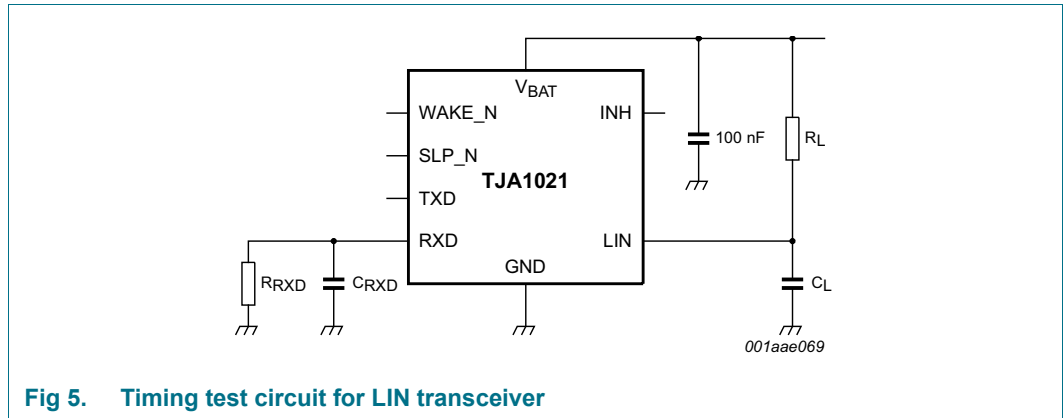 VBAT
WAKE_N
INH
SLP_N
TJA1021
TXD
RXD
LIN
GND
100 nF
RL
RRXD
CRXD
CL
001aae069
Fig 5. Timing test circuit for LIN transceiver